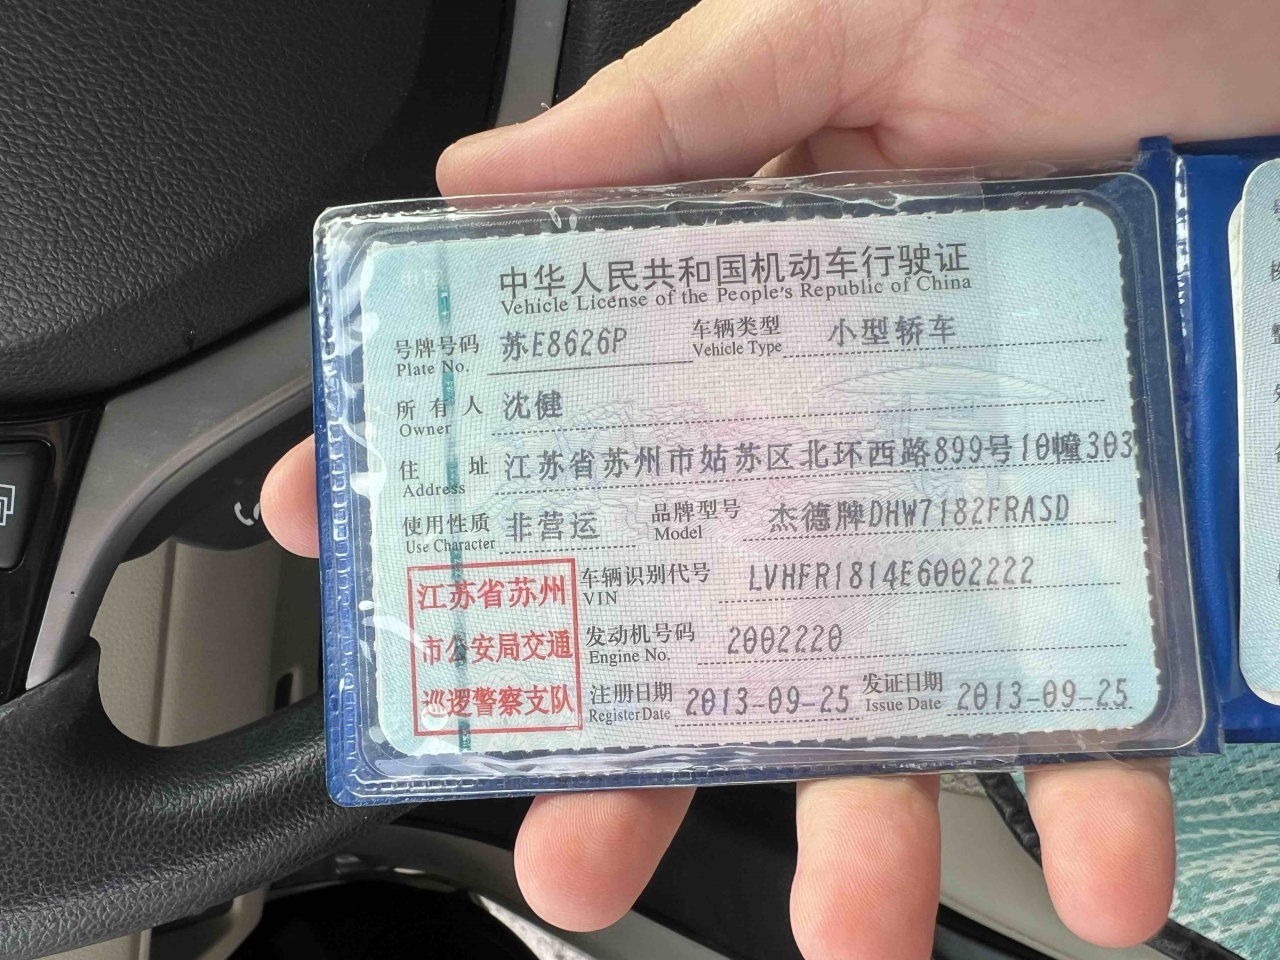 中华人民共和国机动车行驶证
Vehicle License of the People's Republic of China
号牌号码 苏E8626P 车辆类型 小型轿车
Plate No. Vehicle Type
所有人 沈健
Owner
住址 江苏省苏州市姑苏区北环西路899号10幢303
Address
使用性质 非营运 品牌型号 杰德牌DHW7182FRASD
Use Character Model
江苏省苏州
市公安局交通
巡逻警察支队
车辆识别代号 LVHFR1814E6002222
VIN
发动机号码 2002220
Engine No.
注册日期 2013-09-25 发证日期 2013-09-25
Register Date Issue Date